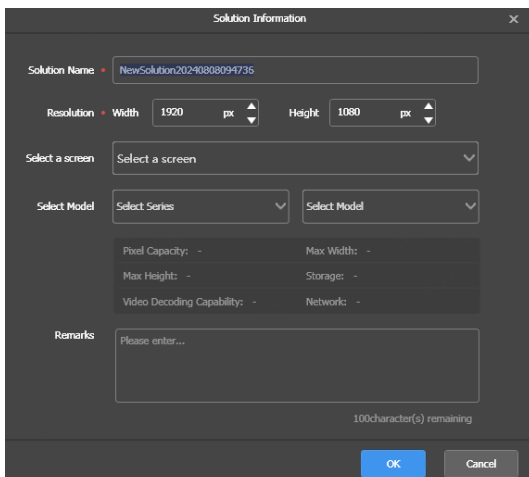 Solution Information
Solution Name • NewSolution20240808094736
Resolution • Width 1920 px Height 1080 px
Select a screen Select a screen
Select Model Select Series Select Model
Pixel Capacity: - Max Width: -
Max Height: - Storage: -
Video Decoding Capability: - Network: -
Remarks Please enter...
100character(s) remaining
OK Cancel